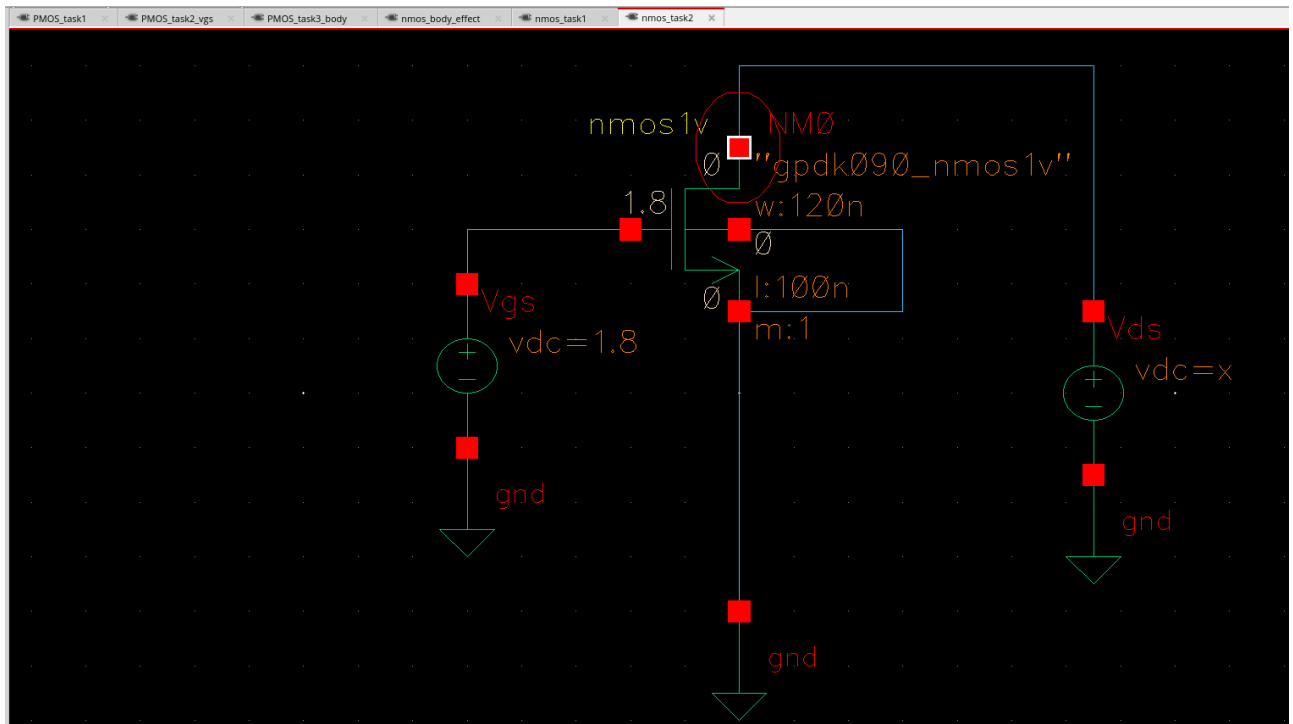 PMOS_task1 PMOS_task2_vgs PMOS_task3_body nmos_body_effect nmos_task1 nmos_task2
nmos1v NM0
0 "gpdk090_nmos1v"
1.8 w:120n
0
Vgs 0 l:100n
vdc=1.8 m:1 Vds
vdc=x
gnd gnd
gnd